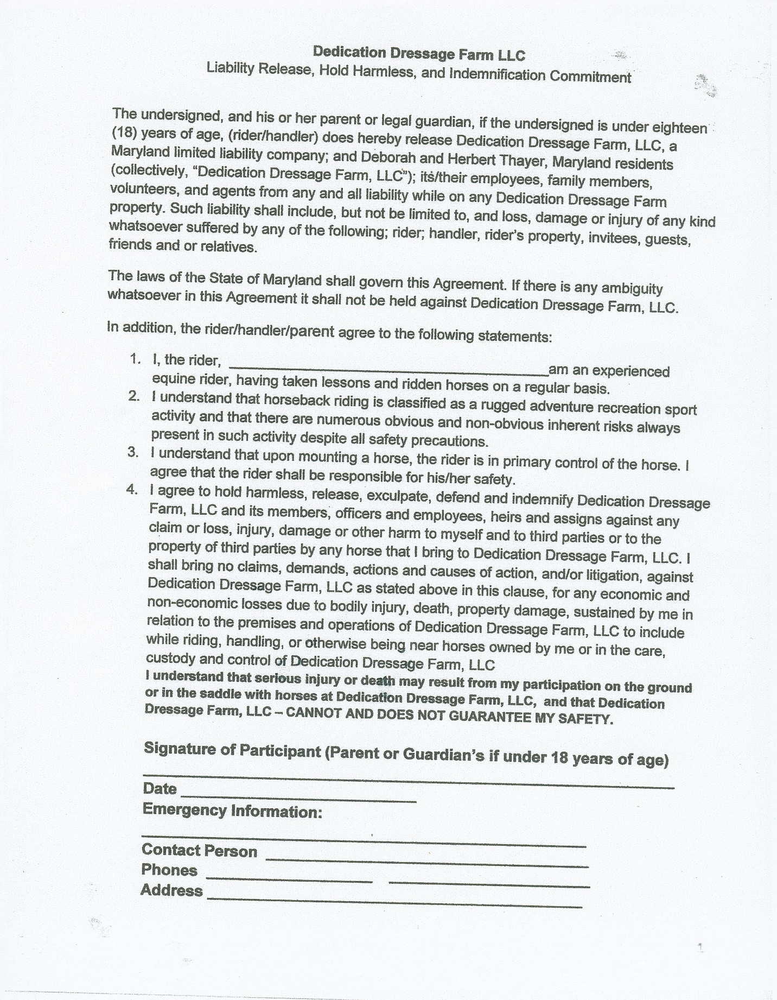 Dedication Dressage Farm LLC
Liability Release, Hold Harmless, and Indemnification Commitment
The undersigned, and his or her parent or legal guardian, if the undersigned is under eighteen
(18) years of age, (rider/handler) does hereby release Dedication Dressage Farm, LLC, a
Maryland limited liability company; and Deborah and Herbert Thayer, Maryland residents
(collectively, “Dedication Dressage Farm, LLC”); its/their employees, family members,
volunteers, and agents from any and all liability while on any Dedication Dressage Farm
property. Such liability shall include, but not be limited to, and loss, damage or injury of any kind
whatsoever suffered by any of the following; rider; handler, rider’s property, invitees, guests,
friends and or relatives.
The laws of the State of Maryland shall govern this Agreement. If there is any ambiguity
whatsoever in this Agreement it shall not be held against Dedication Dressage Farm, LLC.
In addition, the rider/handler/parent agree to the following statements:
1. I, the rider, ______________________________ am an experienced
equine rider, having taken lessons and ridden horses on a regular basis.
2. I understand that horseback riding is classified as a rugged adventure recreation sport
activity and that there are numerous obvious and non-obvious inherent risks always
present in such activity despite all safety precautions.
3. I understand that upon mounting a horse, the rider is in primary control of the horse. I
agree that the rider shall be responsible for his/her safety.
4. I agree to hold harmless, release, exculpate, defend and indemnify Dedication Dressage
Farm, LLC and its members, officers and employees, heirs and assigns against any
claim or loss, injury, damage or other harm to myself and to third parties or to the
property of third parties by any horse that I bring to Dedication Dressage Farm, LLC. I
shall bring no claims, demands, actions and causes of action, and/or litigation, against
Dedication Dressage Farm, LLC as stated above in this clause, for any economic and
non-economic losses due to bodily injury, death, property damage, sustained by me in
relation to the premises and operations of Dedication Dressage Farm, LLC to include
while riding, handling, or otherwise being near horses owned by me or in the care,
custody and control of Dedication Dressage Farm, LLC
I understand that serious injury or death may result from my participation on the ground
or in the saddle with horses at Dedication Dressage Farm, LLC, and that Dedication
Dressage Farm, LLC – CANNOT AND DOES NOT GUARANTEE MY SAFETY.
Signature of Participant (Parent or Guardian’s if under 18 years of age)
Date
Emergency Information:
Contact Person
Phones
Address
1